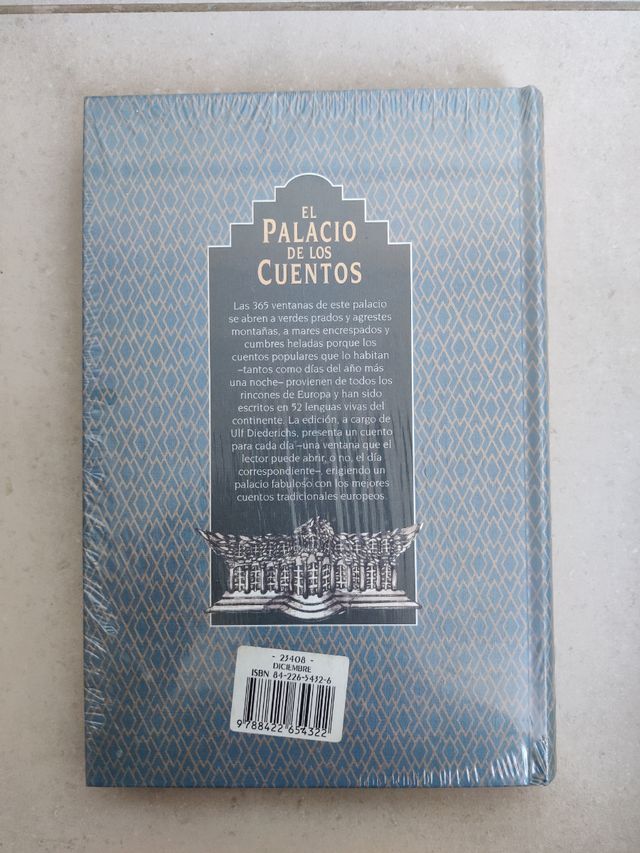 EL
PALACIO
DE LOS
CUENTOS
Las 365 ventanas de este palacio
se abren a verdes prados y agrestes
montañas, a mares encrespados y
cumbres heladas porque los
cuentos populares que lo habitan
–tantos como días del año más
una noche– provienen de todos los
rincones de Europa y han sido
escritos en 52 lenguas vivas del
continente. La edición, a cargo de
Ulf Diederichs, presenta un cuento
para cada día –una ventana que el
lector puede abrir, o no, el día
correspondiente–, erigiendo un
palacio fabuloso con los mejores
cuentos tradicionales europeos.
- 23408 -
DICIEMBRE
ISBN 84-226-5432-6
9 788422 654322